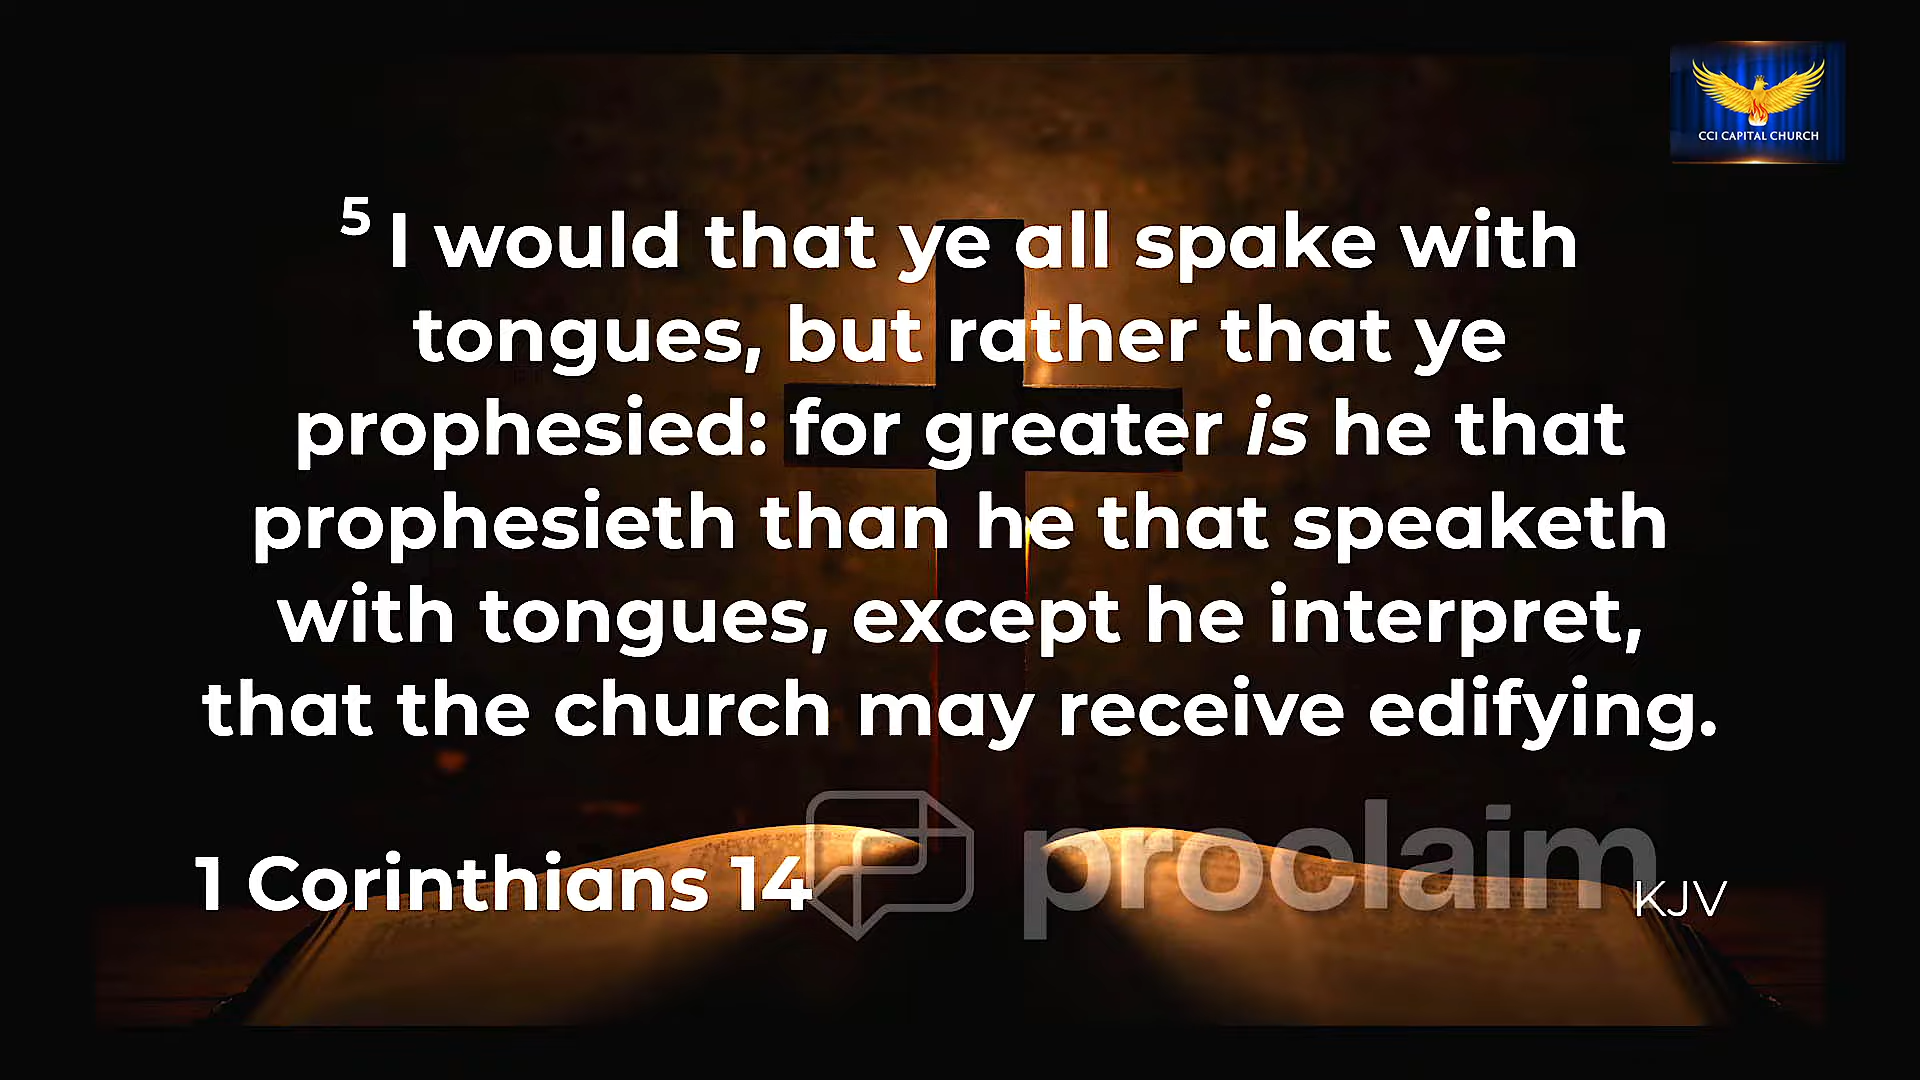 CCI CAPITAL CHURCH
5 I would that ye all spake with
tongues, but rather that ye
prophesied: for greater is he that
prophesieth than he that speaketh
with tongues, except he interpret,
that the church may receive edifying.
1 Corinthians 14
proclaim
KJV